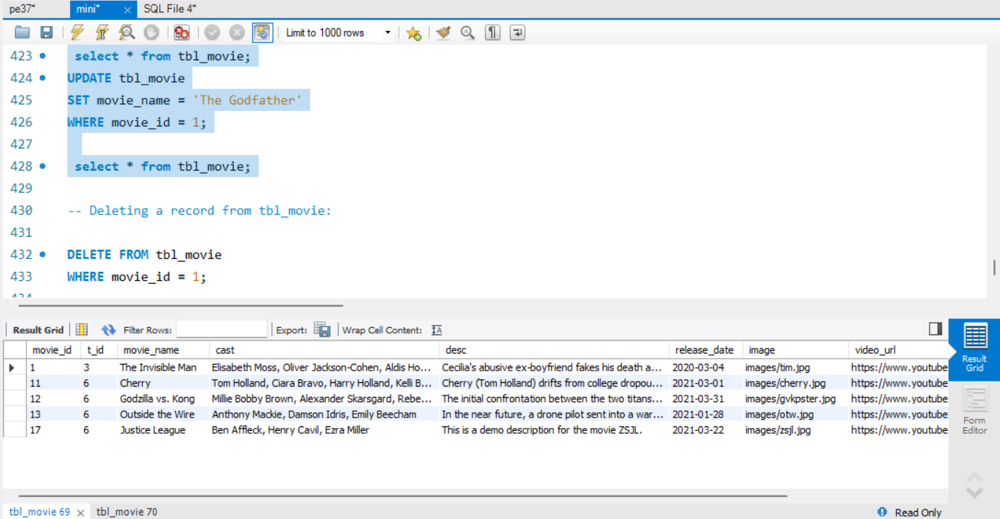 pe37* mini* SQL File 4*
Limit to 1000 rows
423 select * from tbl_movie;
424 UPDATE tbl_movie
425 SET movie_name = 'The Godfather'
426 WHERE movie_id = 1;
427
428 select * from tbl_movie;
429
430 -- Deleting a record from tbl_movie:
431
432 DELETE FROM tbl_movie
433 WHERE movie_id = 1;
Result Grid Filter Rows: Export: Wrap Cell Content:
movie_id t_id movie_name cast desc release_date image video_url
1 3 The Invisible Man Elisabeth Moss, Oliver Jackson-Cohen, Aldis Ho... Cecilia's abusive ex-boyfriend fakes his death a... 2020-03-04 images/tim.jpg https://www.youtube
11 6 Cherry Tom Holland, Ciara Bravo, Harry Holland, Kelli B... Cherry (Tom Holland) drifts from college dropou... 2021-03-01 images/cherry.jpg https://www.youtube
12 6 Godzilla vs. Kong Millie Bobby Brown, Alexander Skarsgard, Rebe... The initial confrontation between the two titans... 2021-03-31 images/gvkpster.jpg https://www.youtube
13 6 Outside the Wire Anthony Mackie, Damson Idris, Emily Beecham In the near future, a drone pilot sent into a war... 2021-01-28 images/otw.jpg https://www.youtube
17 6 Justice League Ben Affleck, Henry Cavil, Ezra Miller This is a demo description for the movie ZSJL. 2021-03-22 images/zsjl.jpg https://www.youtube
Result
Grid
Form
Editor
tbl_movie 69 tbl_movie 70 Read Only